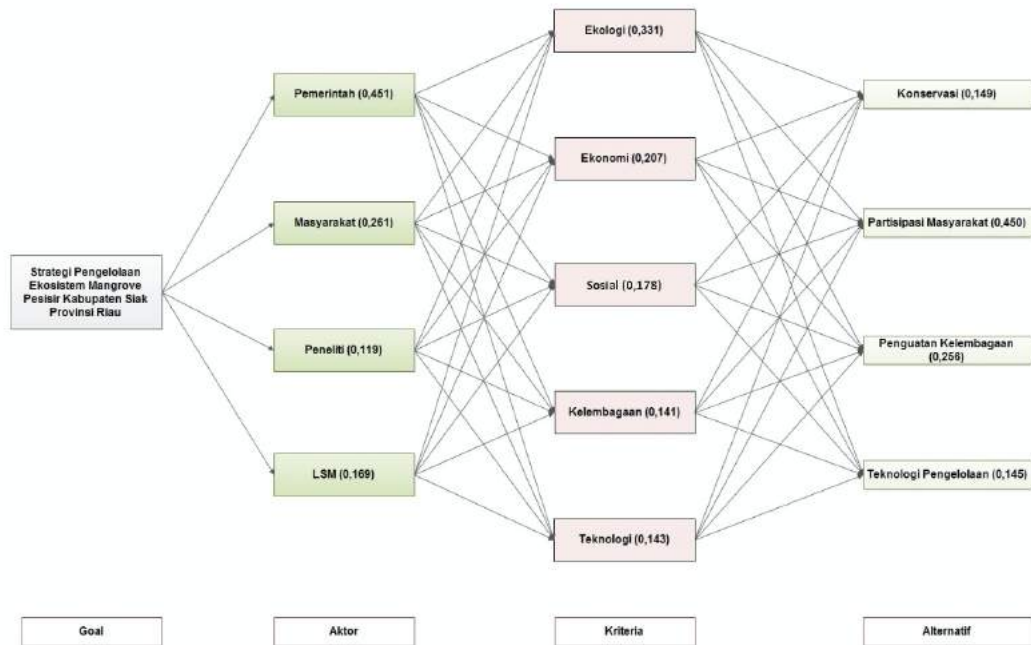 Strategi Pengelolaan
Ekosistem Mangrove
Pesisir Kabupaten Siak
Provinsi Riau
Pemerintah (0,451)
Masyarakat (0,261)
Peneliti (0,119)
LSM (0,169)
Ekologi (0,331)
Ekonomi (0,207)
Sosial (0,178)
Kelembagaan (0,141)
Teknologi (0,143)
Konservasi (0,149)
Partisipasi Masyarakat (0,450)
Penguatan Kelembagaan
(0,256)
Teknologi Pengelolaan (0,145)
Goal
Aktor
Kriteria
Alternatif